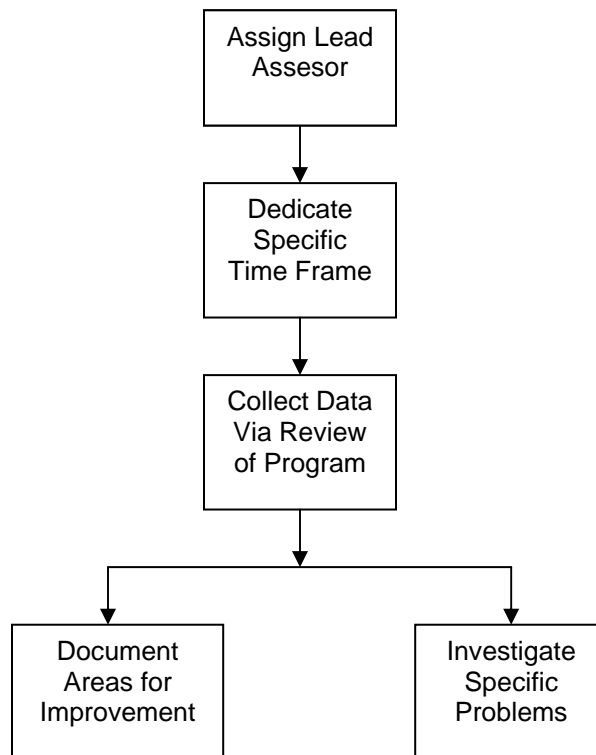 Assign Lead
Assesor
Dedicate
Specific
Time Frame
Collect Data
Via Review
of Program
Document
Areas for
Improvement
Investigate
Specific
Problems